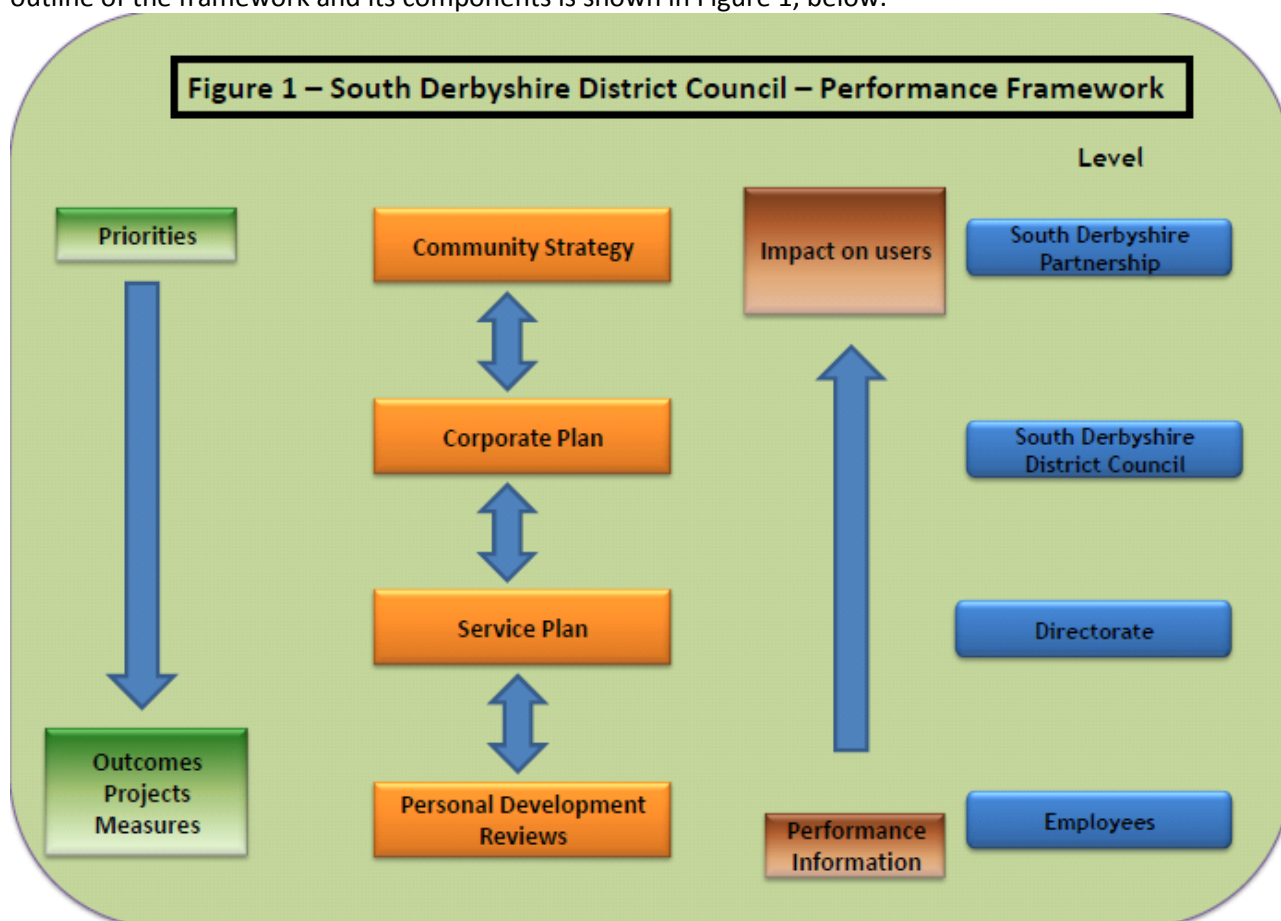 outline of the framework and its components is shown in Figure 1, below.
Figure 1 – South Derbyshire District Council – Performance Framework
Level
Priorities
Community Strategy
Impact on users
South Derbyshire
Partnership
Corporate Plan
South Derbyshire
District Council
Service Plan
Directorate
Outcomes
Projects
Measures
Personal Development
Reviews
Performance
Information
Employees